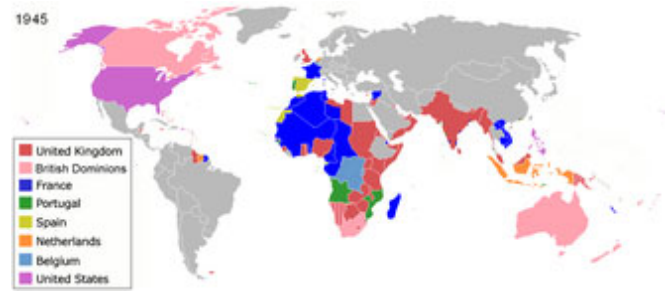 1945
United Kingdom
British Dominions
France
Portugal
Spain
Netherlands
Belgium
United States